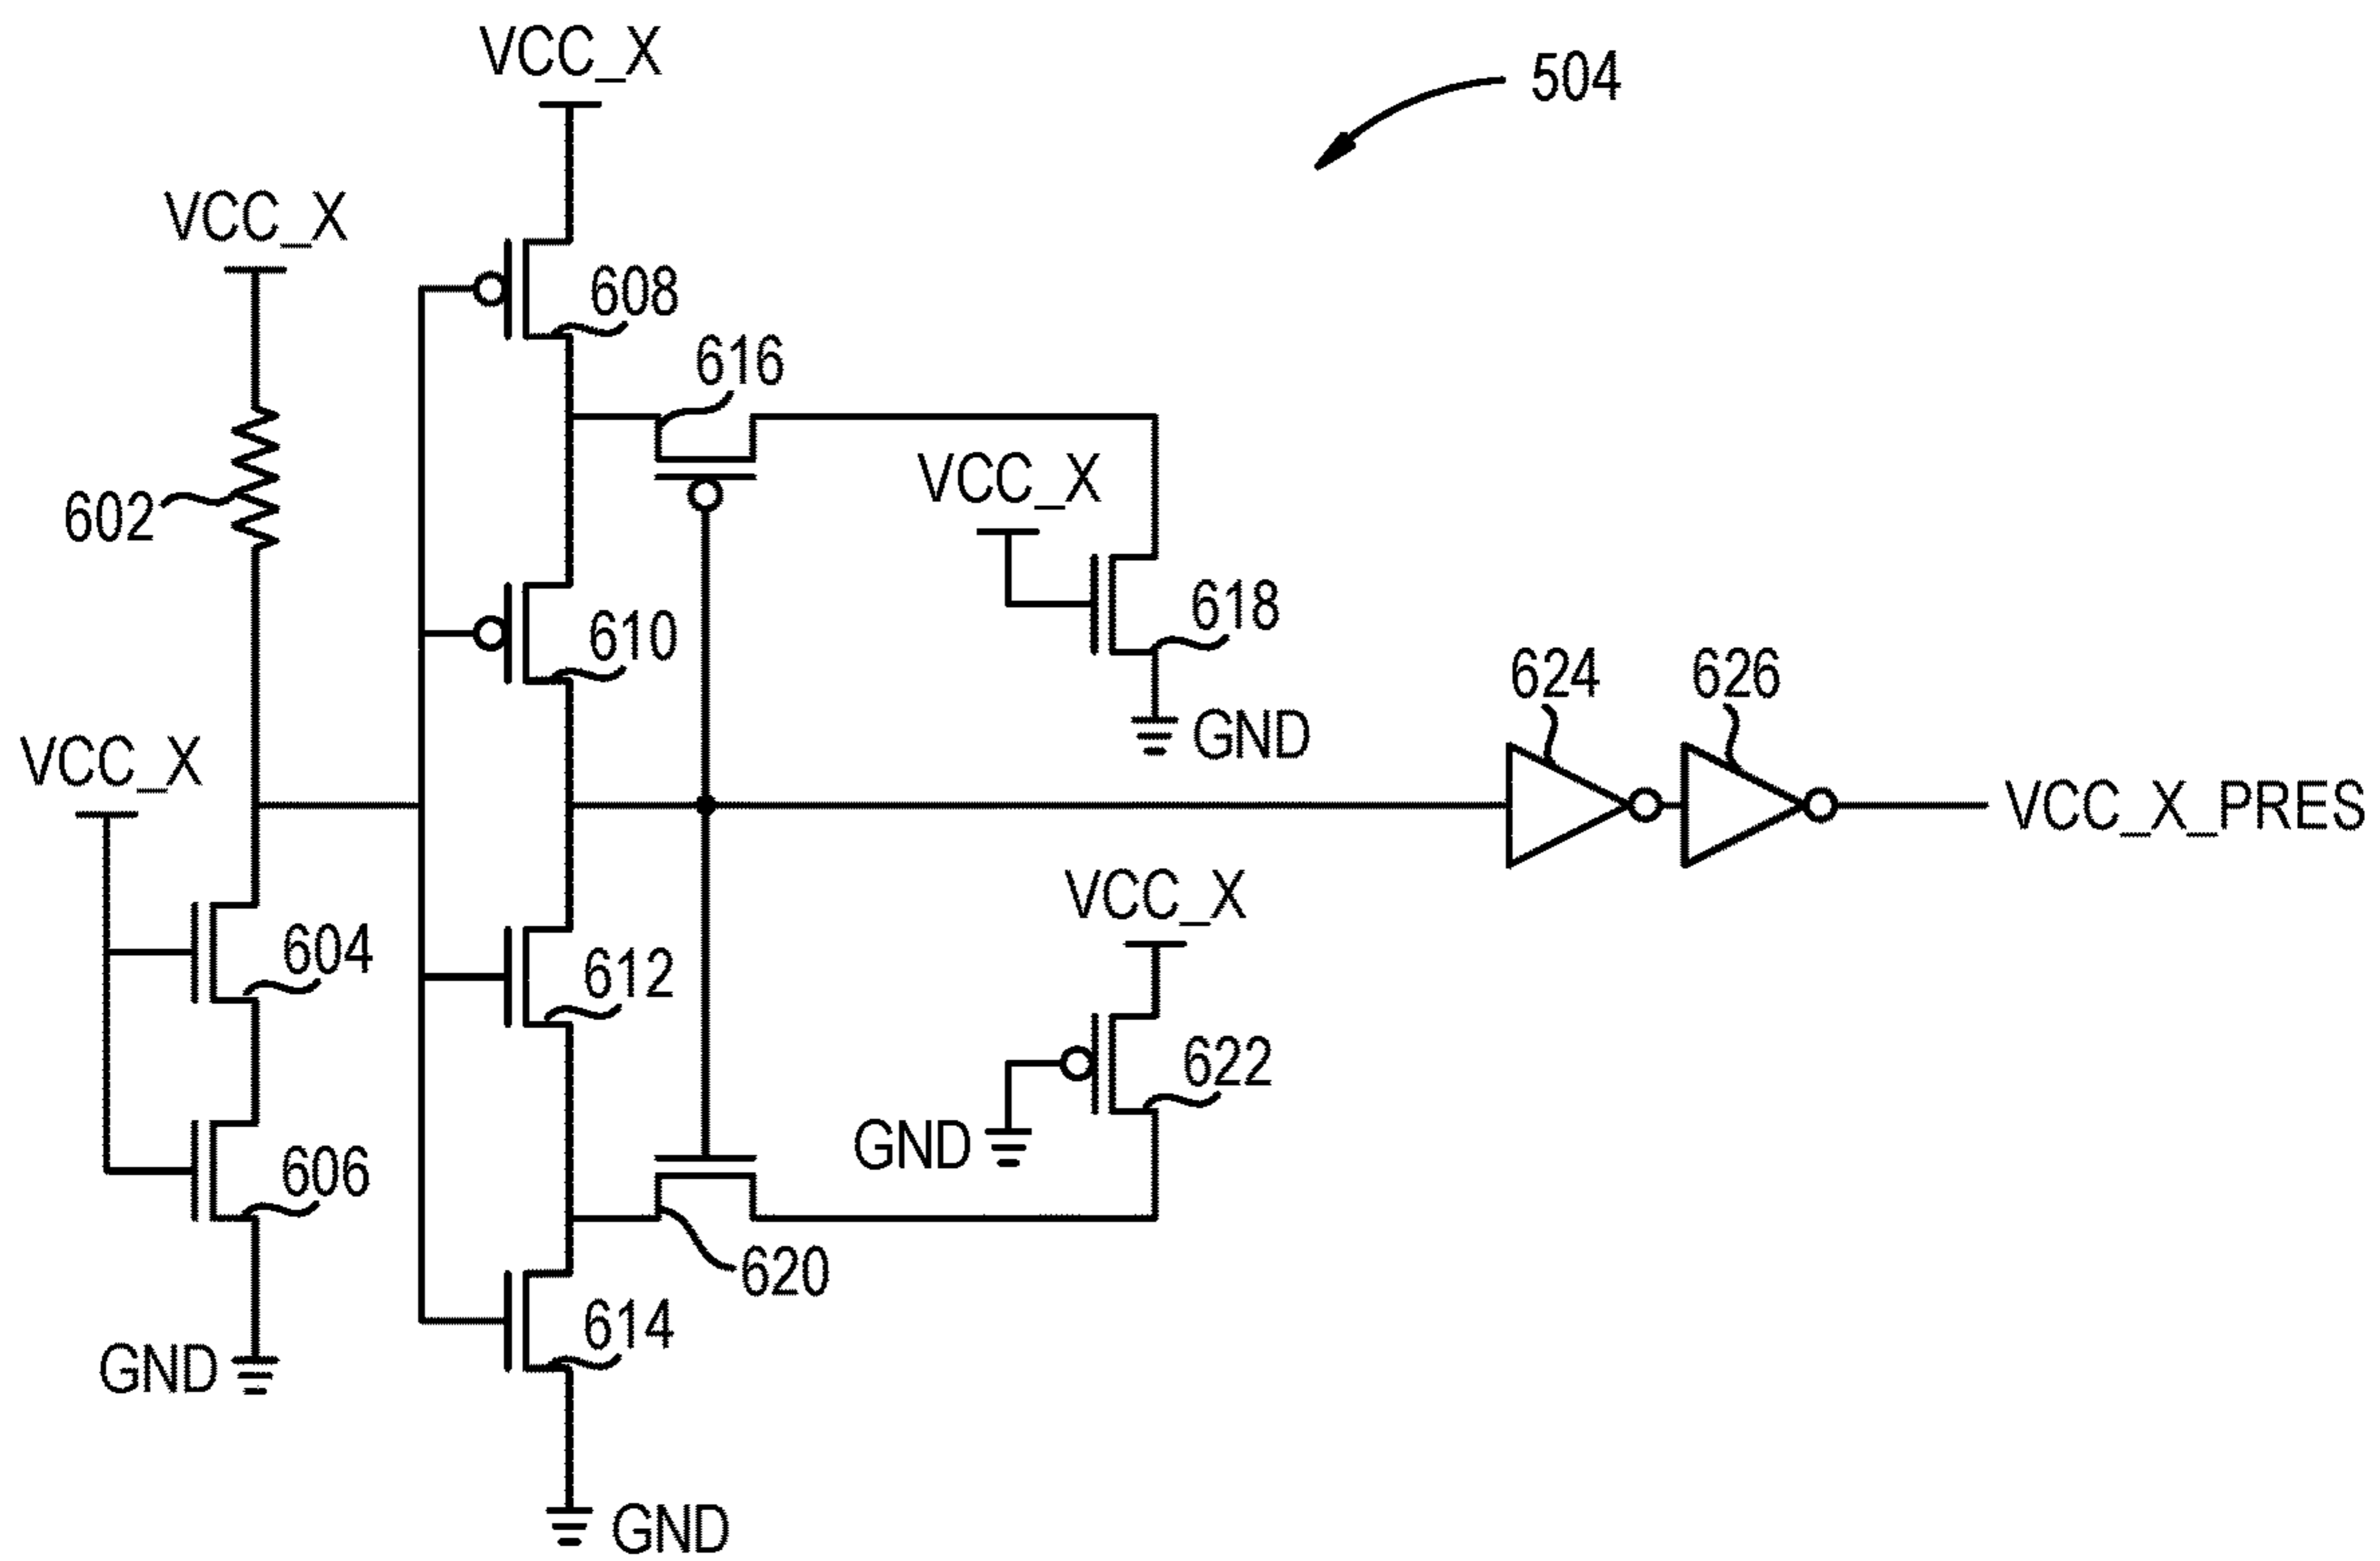 VCC_X
504
VCC_X
608
616
VCC_X
602
618
610
624
626
GND
VCC_X
VCC_X_PRES
VCC_X
604
612
622
GND
606
620
614
GND
GND